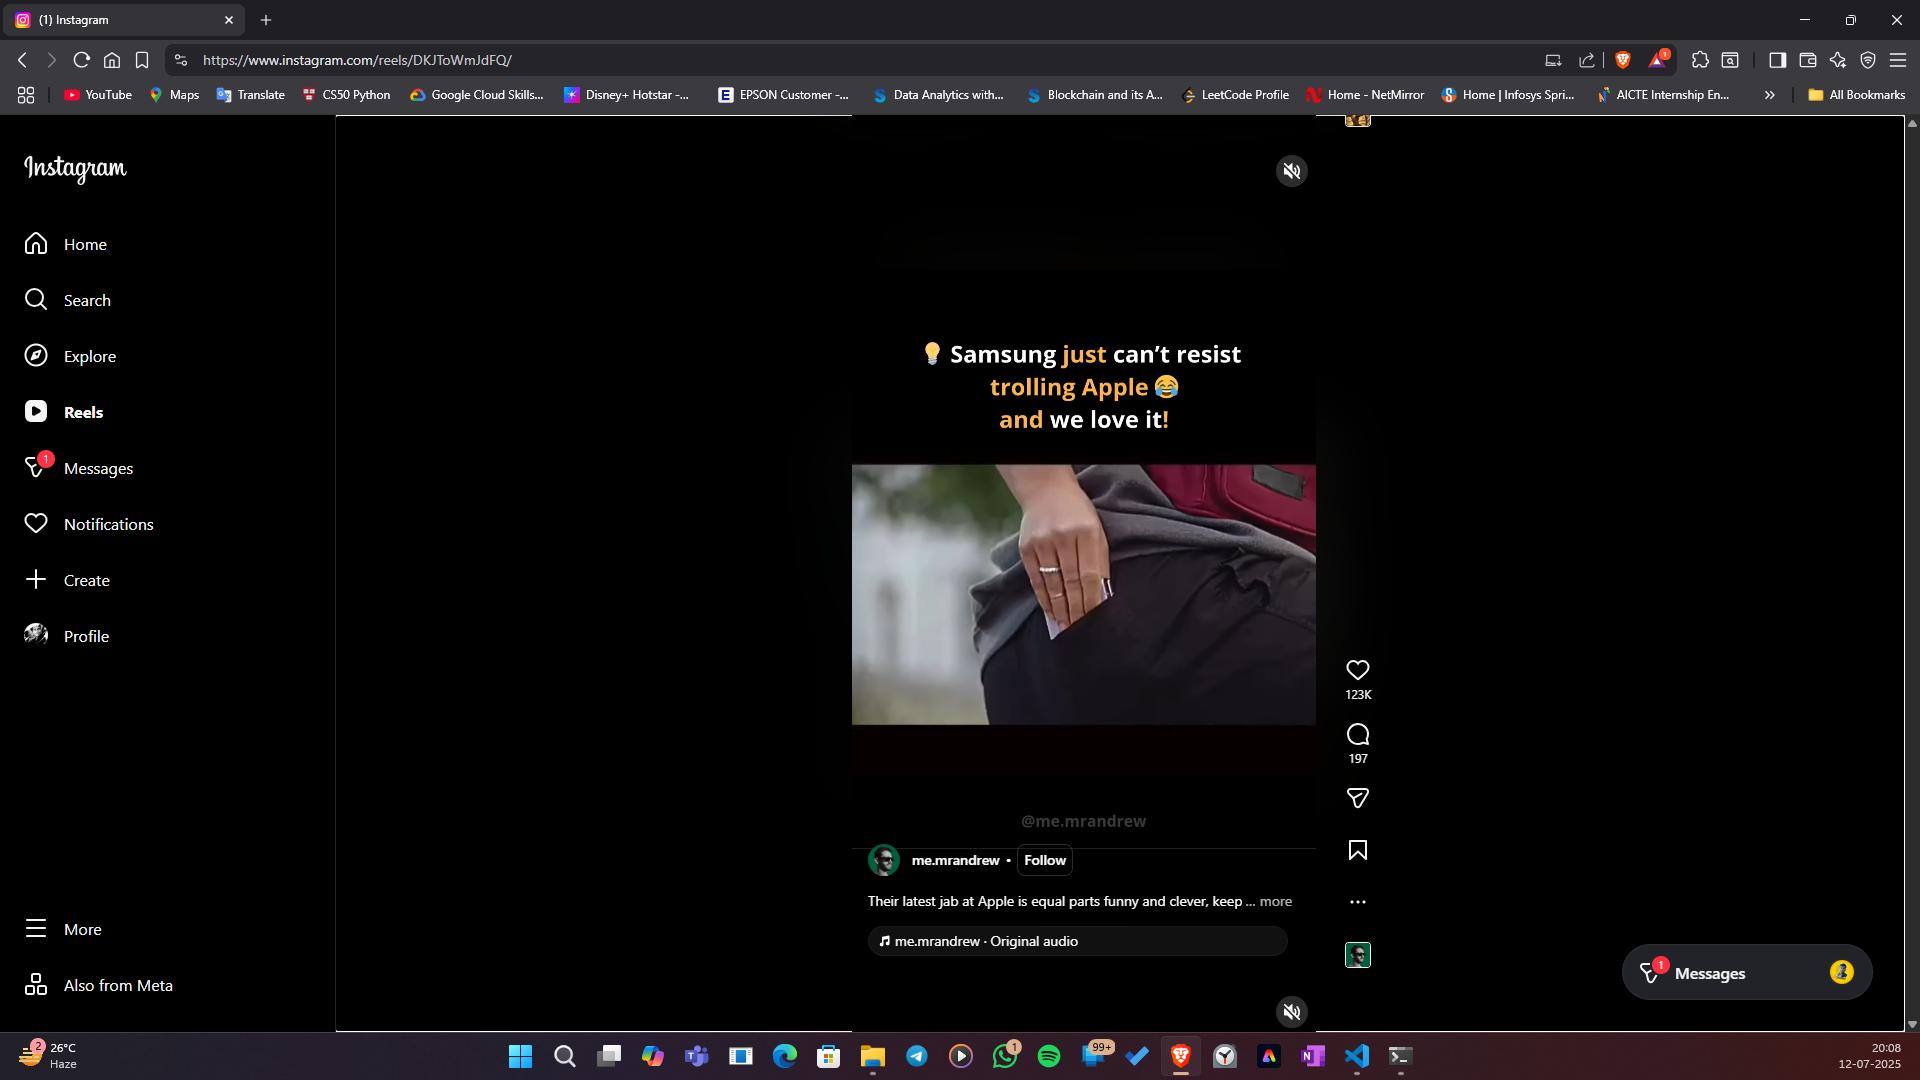 (1) Instagram
https://www.instagram.com/reels/DKJToWmJdFQ/
1
YouTube
Maps
Translate
CS50 Python
Google Cloud Skills...
Disney+ Hotstar -...
EPSON Customer -...
Data Analytics with...
Blockchain and its A...
LeetCode Profile
Home - NetMirror
Home | Infosys Spri...
AICTE Internship En...
All Bookmarks
Instagram
Home
Search
Explore
Reels
1
Messages
Notifications
Create
Profile
More
Also from Meta
💡 Samsung just can’t resist
trolling Apple 😂
and we love it!
123K
197
@me.mrandrew
me.mrandrew • Follow
Their latest jab at Apple is equal parts funny and clever, keep ... more
me.mrandrew · Original audio
1
Messages
2
26°C
Haze
1
99+
20:08
12-07-2025